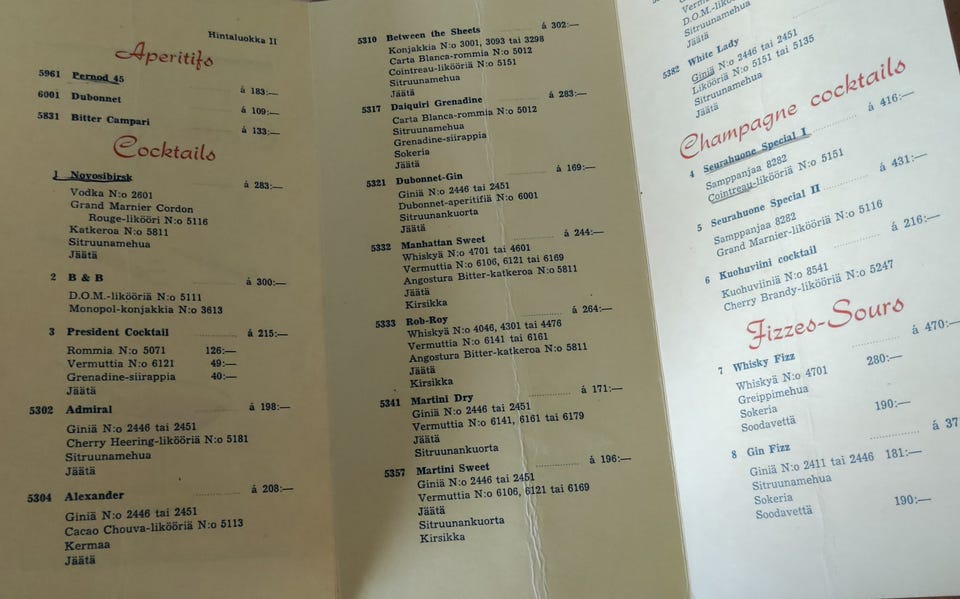 Hintaluokka II
Aperitifs
5961 Pernod 45 á 183:—
6001 Dubonnet á 109:—
5831 Bitter Campari á 133:—
Cocktails
1 Novosibirsk á 283:—
Vodka N:o 2601
Grand Marnier Cordon
Rouge-likööri N:o 5116
Katkeroa N:o 5811
Sitruunamehua
Jäätä
2 B & B á 300:—
D.O.M.-likööriä N:o 5111
Monopol-konjakkia N:o 3613
3 President Cocktail á 215:—
Rommia N:o 5071 126:—
Vermuttia N:o 6121 49:—
Grenadine-siirappia 40:—
Jäätä
5302 Admiral á 198:—
Giniä N:o 2446 tai 2451
Cherry Heering-likööriä N:o 5181
Sitruunamehua
Jäätä
5304 Alexander á 208:—
Giniä N:o 2446 tai 2451
Cacao Chouva-likööriä N:o 5113
Kermaa
Jäätä
5310 Between the Sheets á 302:—
Konjakkia N:o 3001, 3093 tai 3298
Carta Blanca-rommia N:o 5012
Cointreau-likööriä N:o 5151
Sitruunamehua
Jäätä
5317 Daiquiri Grenadine á 283:—
Carta Blanca-rommia N:o 5012
Sitruunamehua
Grenadine-siirappia
Sokeria
Jäätä
5321 Dubonnet-Gin á 169:—
Giniä N:o 2446 tai 2451
Dubonnet-aperitifiä N:o 6001
Sitruunankuorta
Jäätä
5332 Manhattan Sweet á 244:—
Whiskyä N:o 4701 tai 4601
Vermuttia N:o 6106, 6121 tai 6169
Angostura Bitter-katkeroa N:o 5811
Jäätä
Kirsikka
5333 Rob-Roy á 264:—
Whiskyä N:o 4046, 4301 tai 4476
Vermuttia N:o 6141 tai 6161
Angostura Bitter-katkeroa N:o 5811
Jäätä
Kirsikka
5341 Martini Dry á 171:—
Giniä N:o 2446 tai 2451
Vermuttia N:o 6141, 6161 tai 6179
Jäätä
Sitruunankuorta
5357 Martini Sweet á 196:—
Giniä N:o 2446 tai 2451
Vermuttia N:o 6106, 6121 tai 6169
Jäätä
Sitruunankuorta
Kirsikka
D.O.M.-likööriä
Sitruunamehua
Jäätä
5382 White Lady
Giniä N:o 2446 tai 2451
Likööriä N:o 5151 tai 5135
Sitruunamehua
Jäätä
Champagne cocktails
4 Seurahuone Special I á 416:—
Samppanjaa 8282
Cointreau-likööriä N:o 5151
5 Seurahuone Special II á 431:—
Samppanjaa 8282
Grand Marnier-likööriä N:o 5116
6 Kuohuviini cocktail á 216:—
Kuohuviiniä N:o 8541
Cherry Brandy-likööriä N:o 5247
Fizzes-Sours
7 Whisky Fizz á 470:—
Whiskyä N:o 4701 280:—
Greippimehua
Sokeria
Soodavettä 190:—
8 Gin Fizz á 37
Giniä N:o 2411 tai 2446 181:—
Sitruunamehua
Sokeria
Soodavettä 190:—